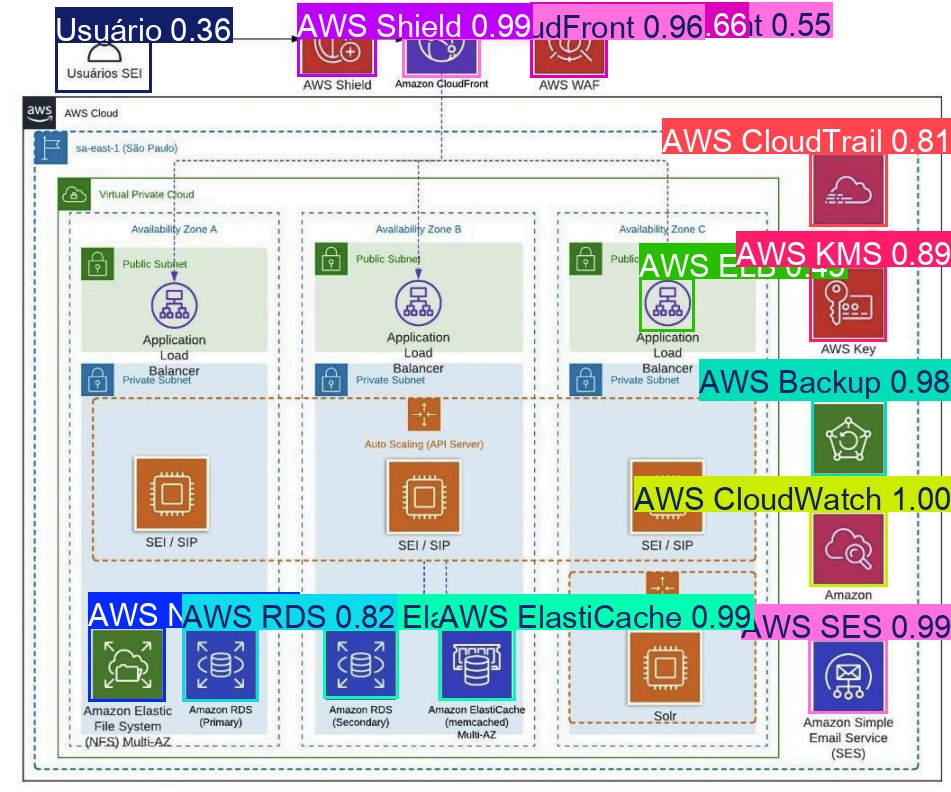 Usuário 0.36
AWS Shield 0.99
udFront 0.96
.66
nt 0.55
Usuários SEI
AWS Shield
Amazon CloudFront
AWS WAF
aws
AWS Cloud
AWS CloudTrail 0.81
sa-east-1 (São Paulo)
Virtual Private Cloud
Availability Zone A
Availability Zone B
Availability Zone C
AWS KMS 0.89
Public Subnet
Public Subnet
Public
AWS ELB 0.45
Application
Load
Balancer
Application
Load
Balancer
Application
Load
Balancer
AWS Key
Private Subnet
Private Subnet
Private Subnet
AWS Backup 0.98
Auto Scaling (API Server)
AWS CloudWatch 1.00
SEI / SIP
SEI / SIP
SEI / SIP
Amazon
AWS
AWS RDS 0.82
Ela
AWS ElastiCache 0.99
AWS SES 0.99
Amazon Elastic
File System
(NFS) Multi-AZ
Amazon RDS
(Primary)
Amazon RDS
(Secondary)
Amazon ElastiCache
(memcached)
Multi-AZ
Solr
Amazon Simple
Email Service
(SES)